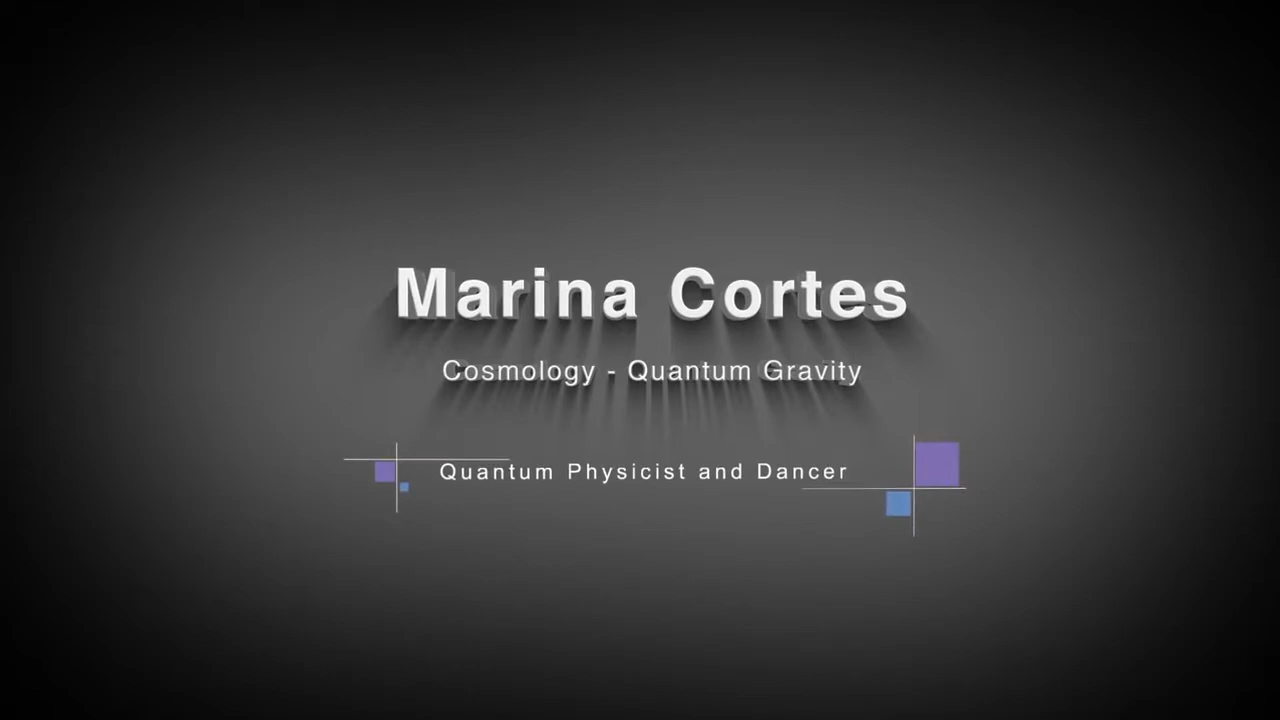 Marina Cortes
Cosmology - Quantum Gravity
Quantum Physicist and Dancer